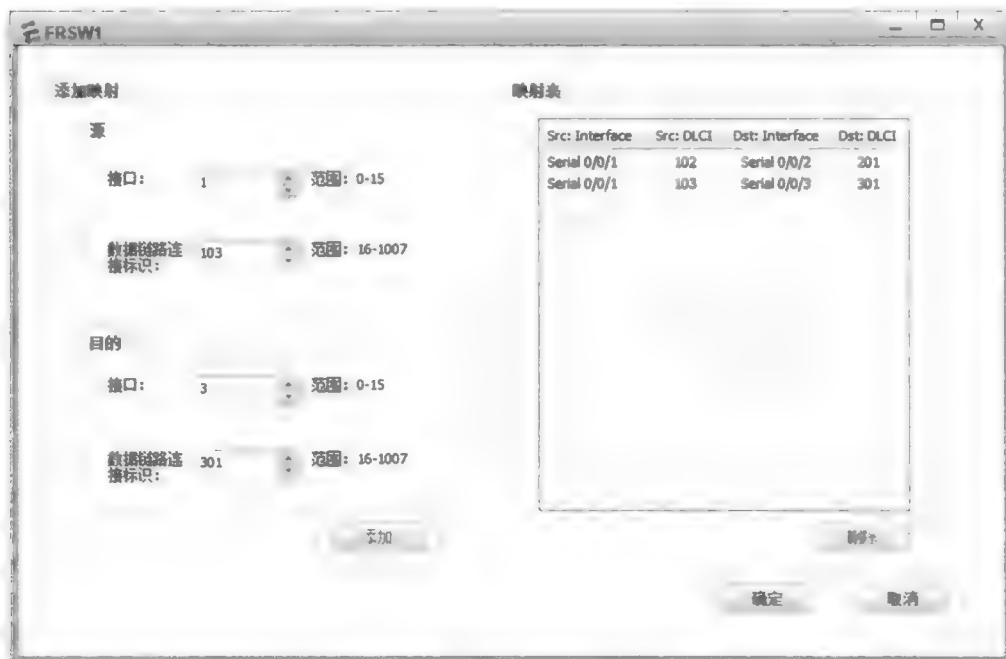 FRSW1
添加映射
源
接口：
1
范围：0-15
数据链路连
接标识：
103
范围：16-1007
目的
接口：
3
范围：0-15
数据链路连
接标识：
301
范围：16-1007
添加
映射表
Src: Interface Src: DLCI Dst: Interface Dst: DLCI
Serial 0/0/1 102 Serial 0/0/2 201
Serial 0/0/1 103 Serial 0/0/3 301
确定
取消